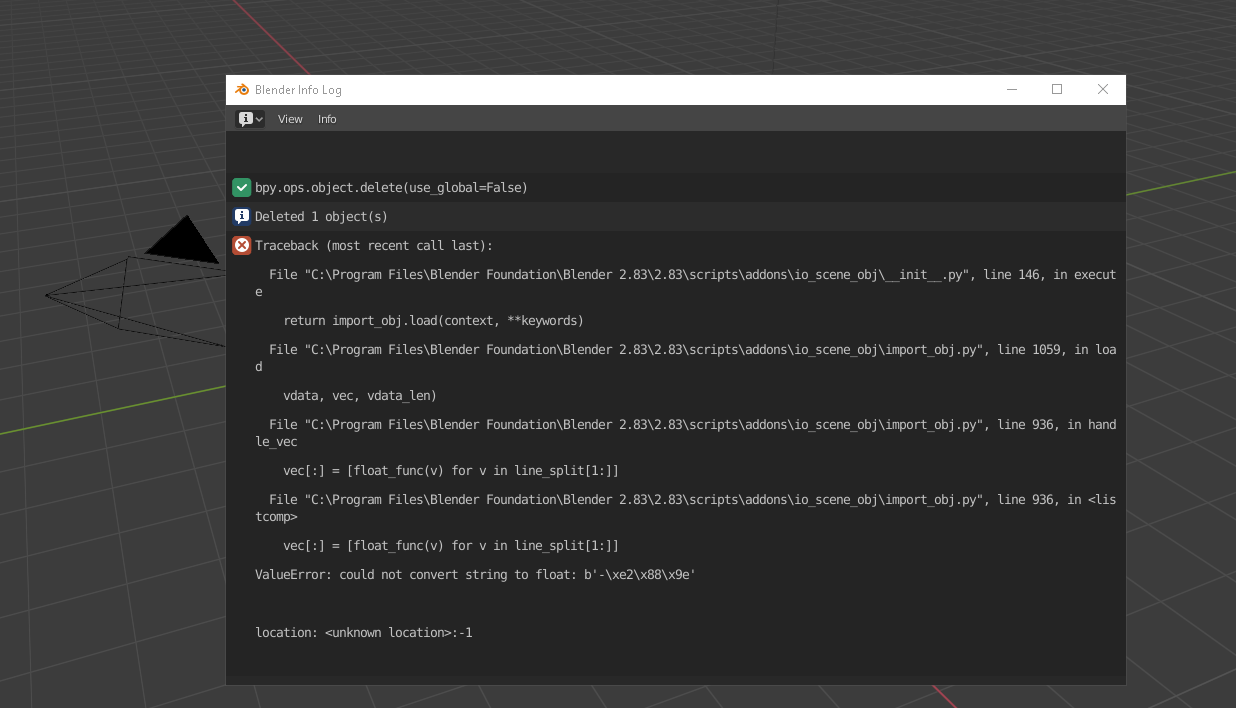 Blender Info Log
View Info
bpy.ops.object.delete(use_global=False)
Deleted 1 object(s)
Traceback (most recent call last):
File "C:\Program Files\Blender Foundation\Blender 2.83\2.83\scripts\addons\io_scene_obj\__init__.py", line 146, in execut
e
return import_obj.load(context, **keywords)
File "C:\Program Files\Blender Foundation\Blender 2.83\2.83\scripts\addons\io_scene_obj\import_obj.py", line 1059, in loa
d
vdata, vec, vdata_len)
File "C:\Program Files\Blender Foundation\Blender 2.83\2.83\scripts\addons\io_scene_obj\import_obj.py", line 936, in hand
le_vec
vec[:] = [float_func(v) for v in line_split[1:]]
File "C:\Program Files\Blender Foundation\Blender 2.83\2.83\scripts\addons\io_scene_obj\import_obj.py", line 936, in <lis
tcomp>
vec[:] = [float_func(v) for v in line_split[1:]]
ValueError: could not convert string to float: b'-\xe2\x88\x9e'
location: <unknown location>:-1